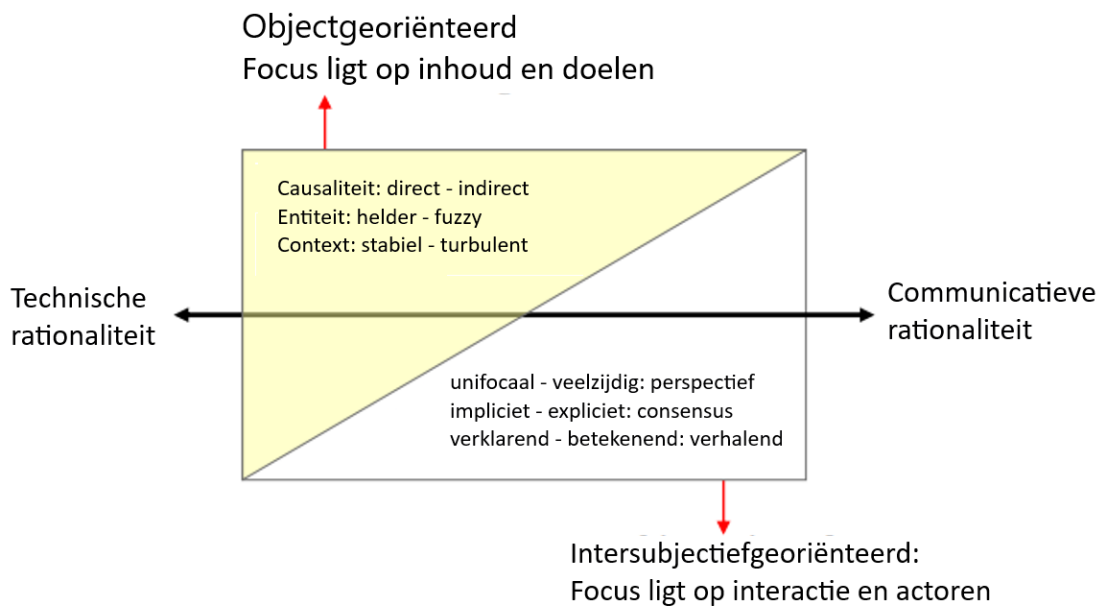 Objectgeoriënteerd
Focus ligt op inhoud en doelen
Causaliteit: direct - indirect
Entiteit: helder - fuzzy
Context: stabiel - turbulent
Technische
rationaliteit
Communicatieve
rationaliteit
unifocaal - veelzijdig: perspectief
impliciet - expliciet: consensus
verklarend - betekenend: verhalend
Intersubjectiefgeoriënteerd:
Focus ligt op interactie en actoren